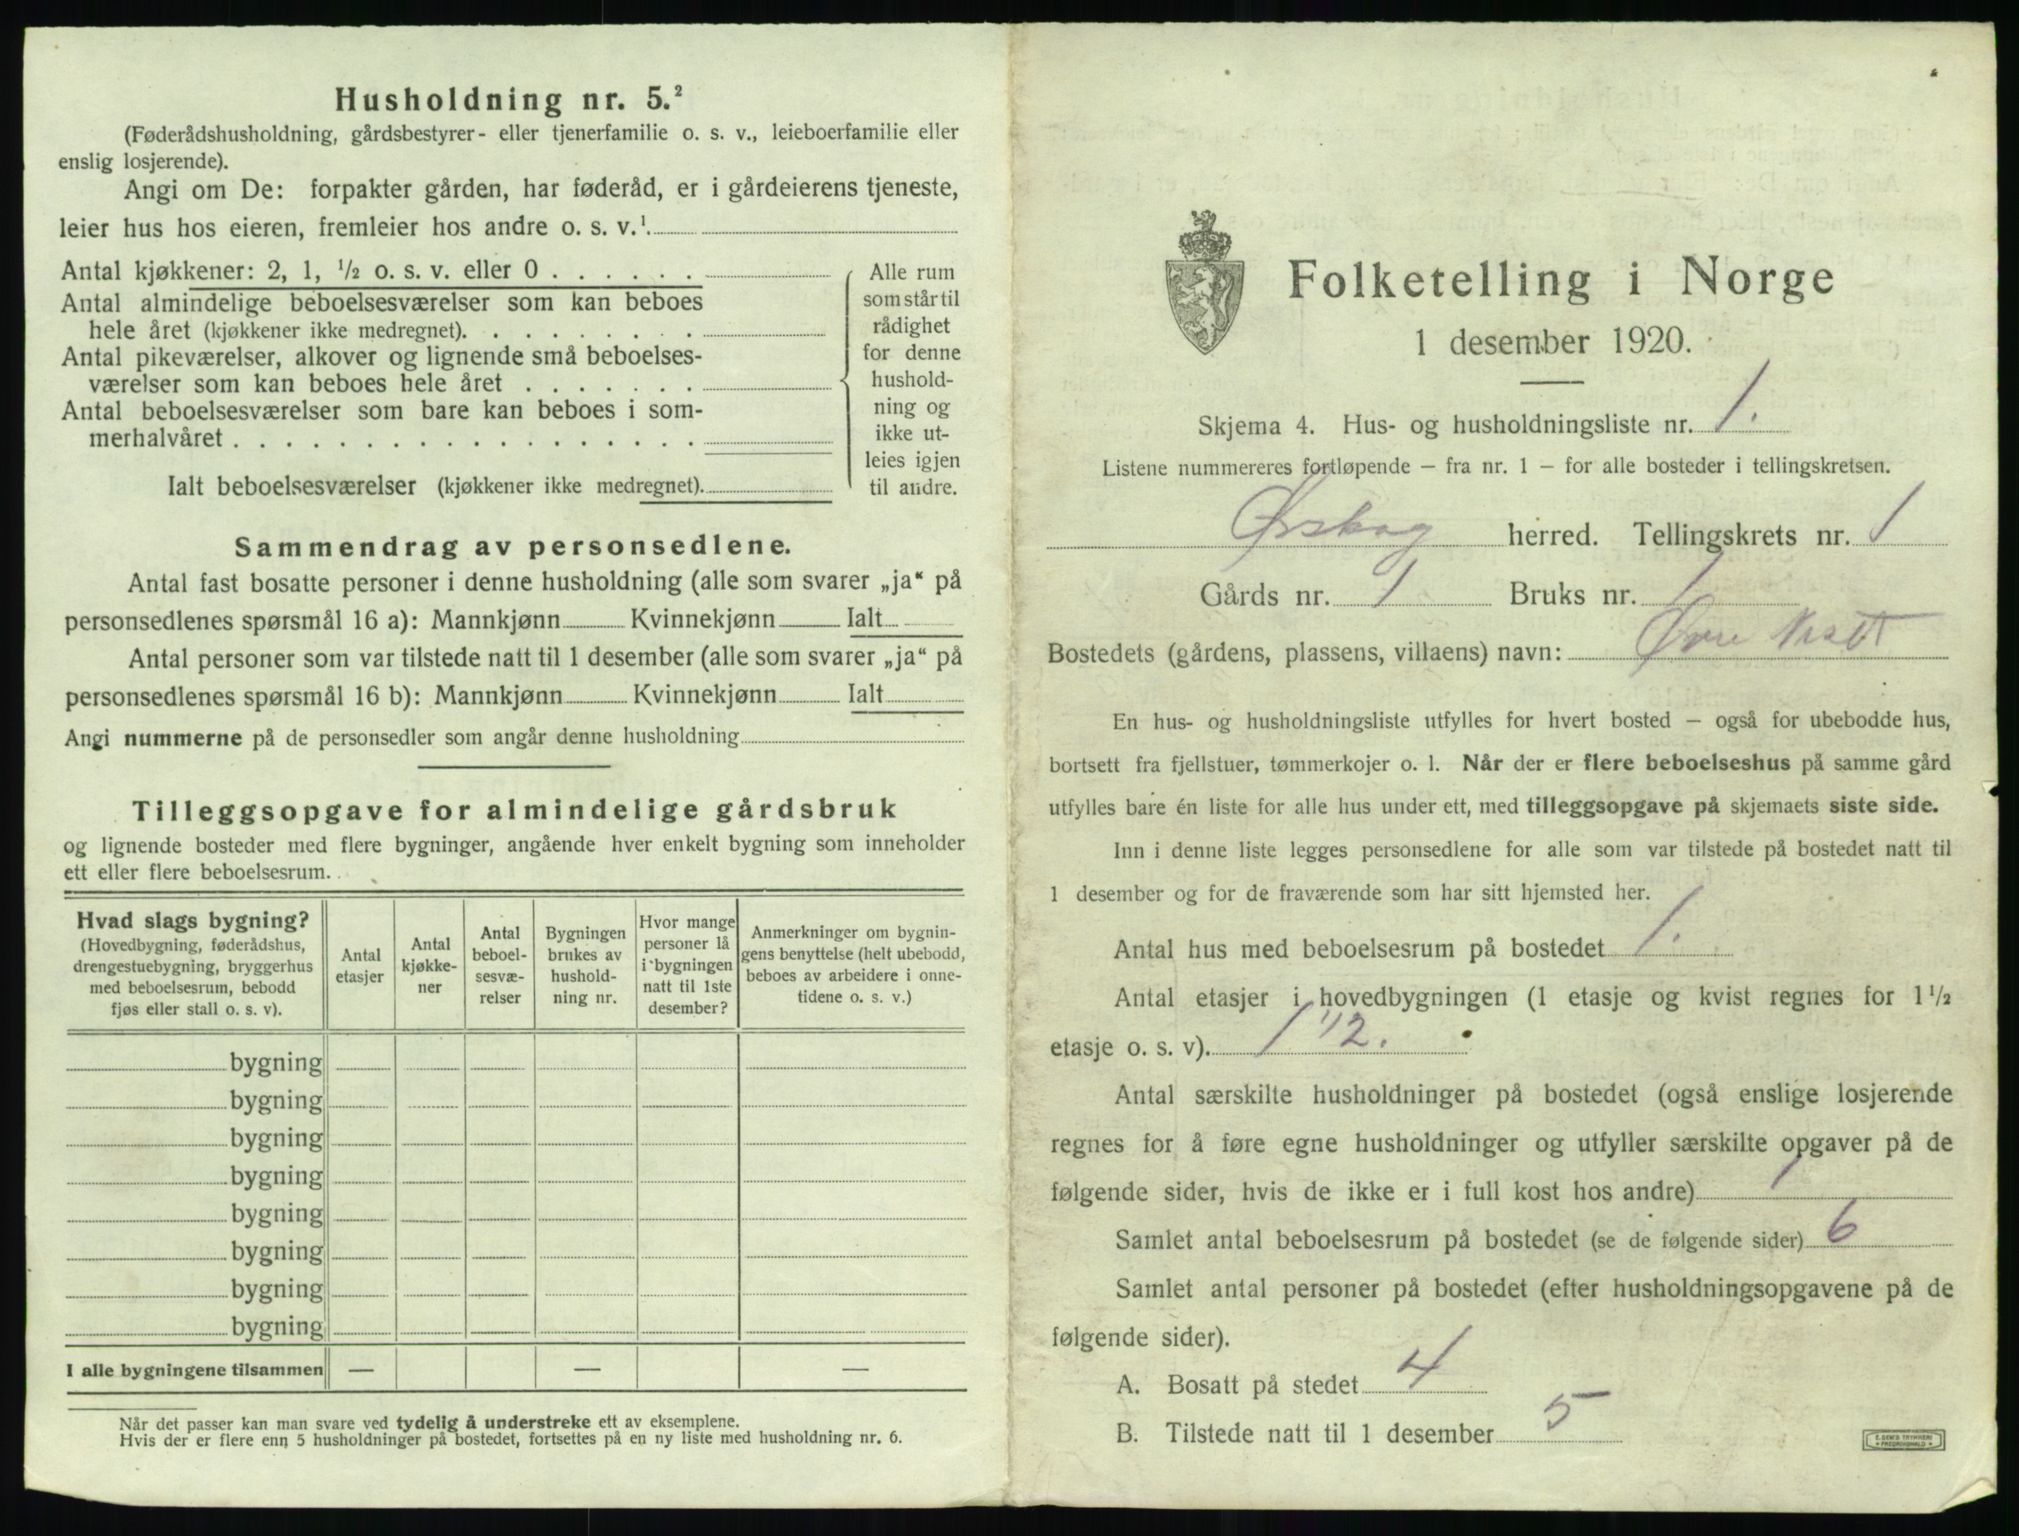 Husholdning nr. 5.²
(Føderådshusholdning, gårdsbestyrer- eller tjenerfamilie o. s. v., leieboerfamilie eller
enslig losjerende).
Angi om De: forpakter gården, har føderåd, er i gårdeierens tjeneste,
leier hus hos eieren, fremleier hos andre o. s. v.¹
Antal kjøkkener: 2, 1, ½ o. s. v. eller 0
Antal almindelige beboelsesværelser som kan beboes
hele året (kjøkkener ikke medregnet).
Antal pikeværelser, alkover og lignende små beboelses-
værelser som kan beboes hele året
Antal beboelsesværelser som bare kan beboes i som-
merhalvåret
Ialt beboelsesværelser (kjøkkener ikke medregnet).
Alle rum
som står til
rådighet
for denne
hushold-
ning og
ikke ut-
leies igjen
til andre.
Sammendrag av personsedlene.
Antal fast bosatte personer i denne husholdning (alle som svarer „ja“ på
personsedlenes spørsmål 16 a): Mannkjønn Kvinnekjønn Ialt
Antal personer som var tilstede natt til 1 desember (alle som svarer „ja“ på
personsedlenes spørsmål 16 b): Mannkjønn Kvinnekjønn Ialt
Angi nummerne på de personsedler som angår denne husholdning
Tilleggsopgave for almindelige gårdsbruk
og lignende bosteder med flere bygninger, angående hver enkelt bygning som inneholder
ett eller flere beboelsesrum.
Hvad slags bygning?
(Hovedbygning, føderådshus,
drengestuebygning, bryggerhus
med beboelsesrum, bebodd
fjøs eller stall o. s. v).
Antal
etasjer
Antal
kjøkke-
ner
Antal
beboel-
sesvæ-
relser
Bygningen
brukes av
hushold-
ning nr.
Hvor mange
personer lå
i bygningen
natt til 1ste
desember?
Anmerkninger om bygnin-
gens benyttelse (helt ubebodd,
beboes av arbeidere i onne-
tidene o. s. v.)
bygning
bygning
bygning
bygning
bygning
bygning
bygning
bygning
I alle bygningene tilsammen — — —
Når det passer kan man svare ved tydelig å understreke ett av eksemplene.
Hvis der er flere enn 5 husholdninger på bostedet, fortsettes på en ny liste med husholdning nr. 6.
Folketelling i Norge
1 desember 1920.
Skjema 4. Hus- og husholdningsliste nr. 1.
Listene nummereres fortløpende – fra nr. 1 – for alle bosteder i tellingskretsen.
Ørskog herred. Tellingskrets nr. 1
Gårds nr. 1 Bruks nr. 1
Bostedets (gårdens, plassens, villaens) navn: Øvre
En hus- og husholdningsliste utfylles for hvert bosted – også for ubebodde hus,
bortsett fra fjellstuer, tømmerkojer o. l. Når der er flere beboelseshus på samme gård
utfylles bare én liste for alle hus under ett, med tilleggsopgave på skjemaets siste side.
Inn i denne liste legges personsedlene for alle som var tilstede på bostedet natt til
1 desember og for de fraværende som har sitt hjemsted her.
Antal hus med beboelsesrum på bostedet 1.
Antal etasjer i hovedbygningen (1 etasje og kvist regnes for 1½
etasje o. s. v). 1 1/2.
Antal særskilte husholdninger på bostedet (også enslige losjerende
regnes for å føre egne husholdninger og utfyller særskilte opgaver på de
følgende sider, hvis de ikke er i full kost hos andre) 1
Samlet antal beboelsesrum på bostedet (se de følgende sider) 6
Samlet antal personer på bostedet (efter husholdningsopgavene på de
følgende sider).
A. Bosatt på stedet 4
B. Tilstede natt til 1 desember 5
E. SEM'S TRYKKERI
FREDRIKSHALD